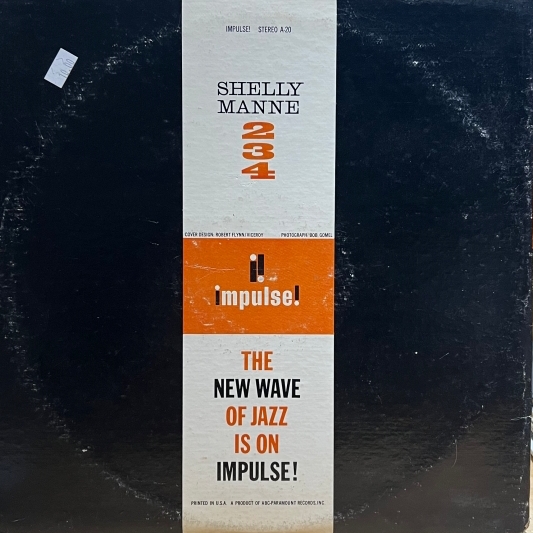 IMPULSE! STEREO A-20
SHELLY
MANNE
2
3
4
COVER DESIGN: ROBERT FLYNN/VICEROY PHOTOGRAPH: BOB GOMEL
i!
impulse!
THE
NEW WAVE
OF JAZZ
IS ON
IMPULSE!
PRINTED IN U.S.A. A PRODUCT OF ABC-PARAMOUNT RECORDS, INC.